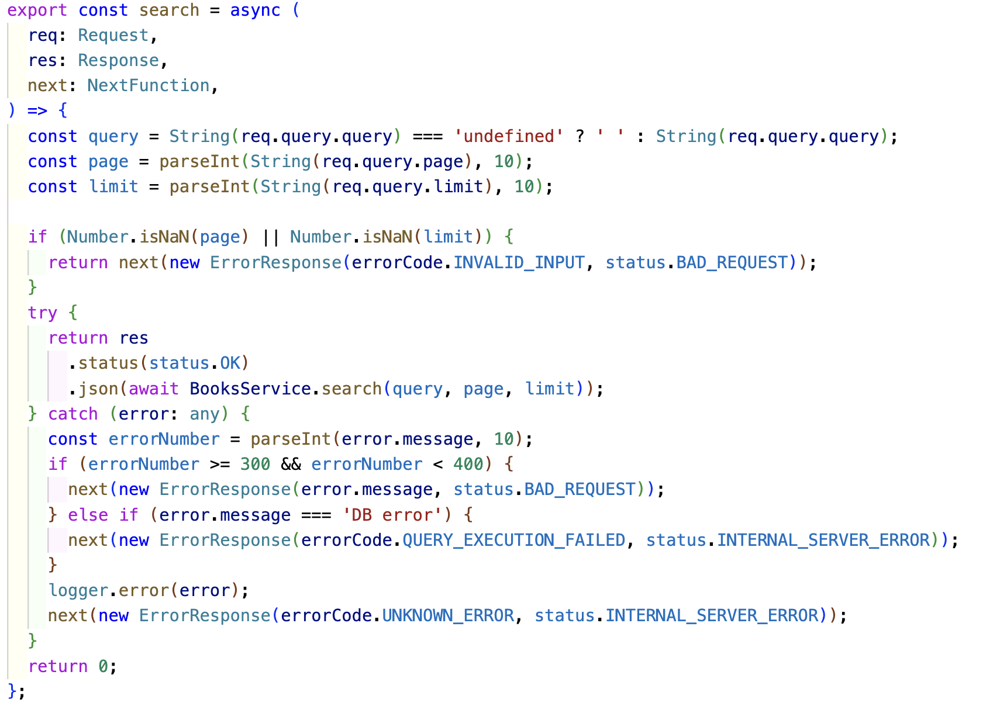 export const search = async (
  req: Request,
  res: Response,
  next: NextFunction,
) => {
  const query = String(req.query.query) === 'undefined' ? ' ' : String(req.query.query);
  const page = parseInt(String(req.query.page), 10);
  const limit = parseInt(String(req.query.limit), 10);

  if (Number.isNaN(page) || Number.isNaN(limit)) {
    return next(new ErrorResponse(errorCode.INVALID_INPUT, status.BAD_REQUEST));
  }
  try {
    return res
      .status(status.OK)
      .json(await BooksService.search(query, page, limit));
  } catch (error: any) {
    const errorNumber = parseInt(error.message, 10);
    if (errorNumber >= 300 && errorNumber < 400) {
      next(new ErrorResponse(error.message, status.BAD_REQUEST));
    } else if (error.message === 'DB error') {
      next(new ErrorResponse(errorCode.QUERY_EXECUTION_FAILED, status.INTERNAL_SERVER_ERROR));
    }
    logger.error(error);
    next(new ErrorResponse(errorCode.UNKNOWN_ERROR, status.INTERNAL_SERVER_ERROR));
  }
  return 0;
};